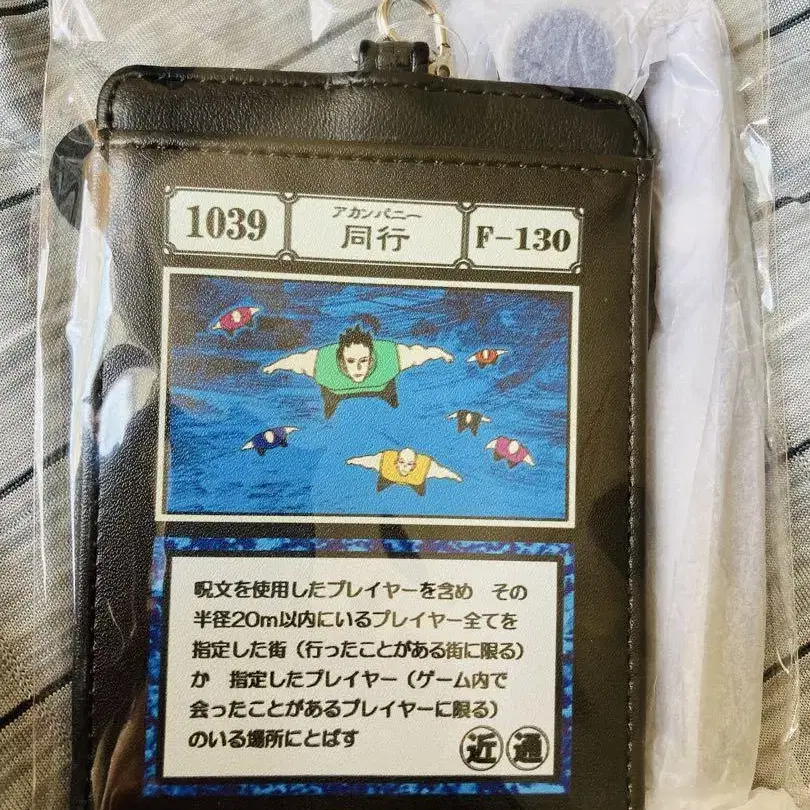 1039
アカンパニー
同行
F-130
呪文を使用したプレイヤーを含め　その
半径20m以内にいるプレイヤー全てを
指定した街（行ったことがある街に限る）
か　指定したプレイヤー（ゲーム内で
会ったことがあるプレイヤーに限る）
のいる場所にとばす
近 通